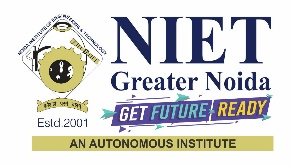 NIET
Greater Noida
GET FUTURE READY
Estd.2001
AN AUTONOMOUS INSTITUTE